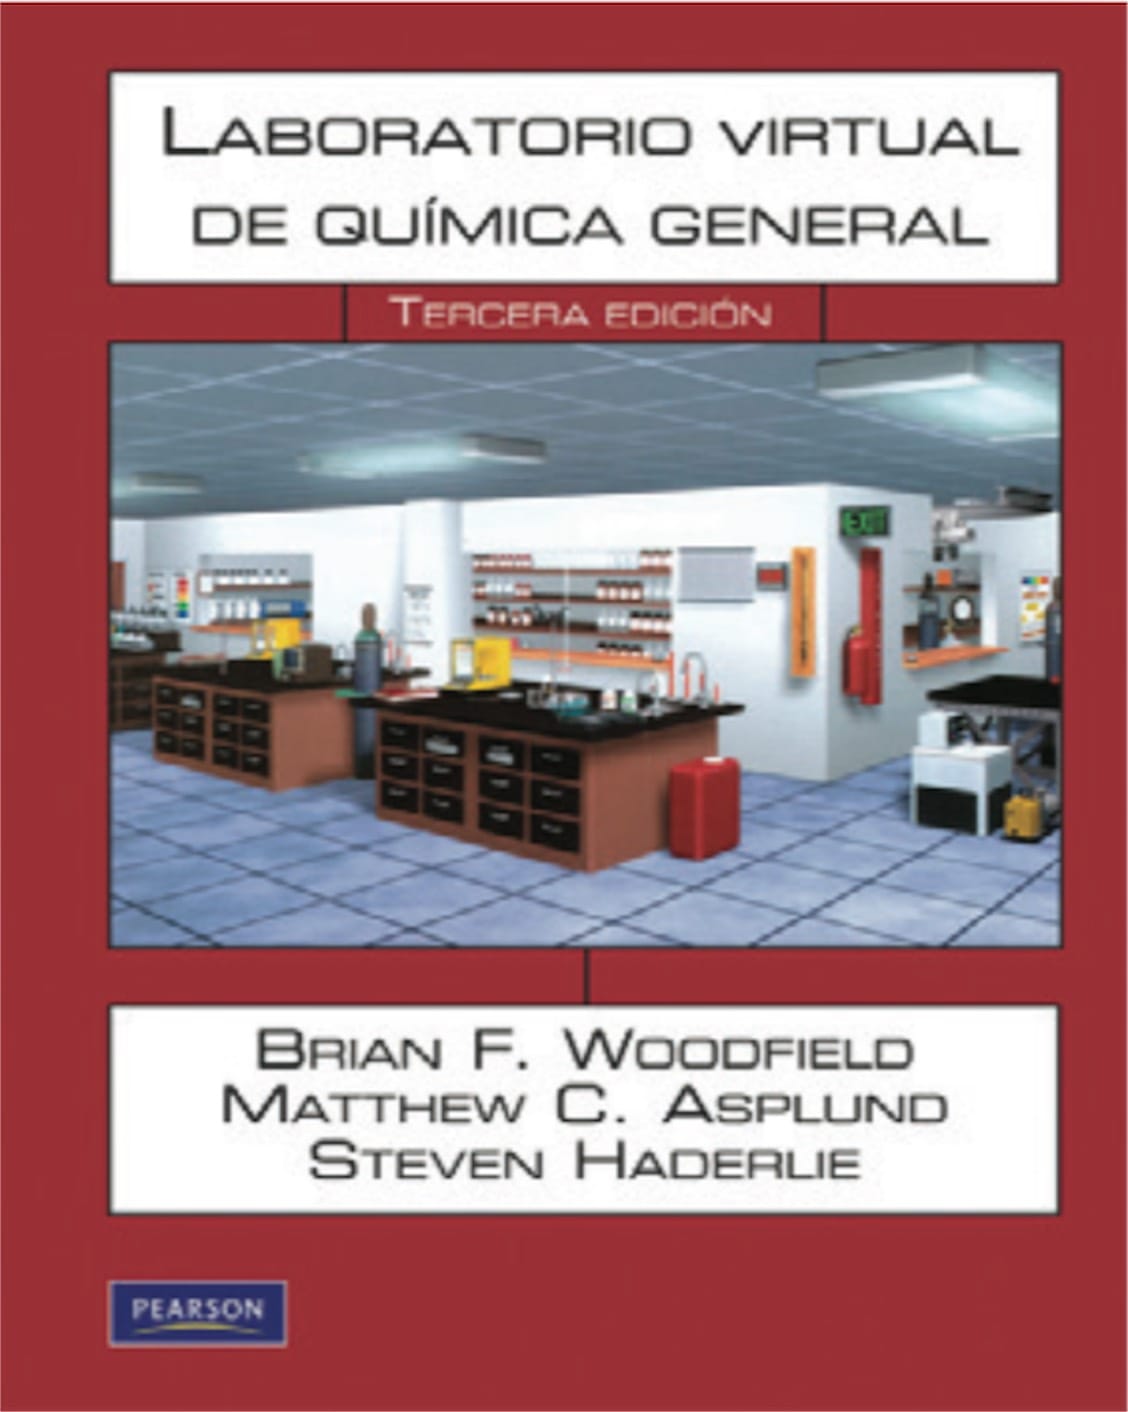 LABORATORIO VIRTUAL
DE QUÍMICA GENERAL
TERCERA EDICIÓN
EXIT
BRIAN F. WOODFIELD
MATTHEW C. ASPLUND
STEVEN HADERLIE
PEARSON